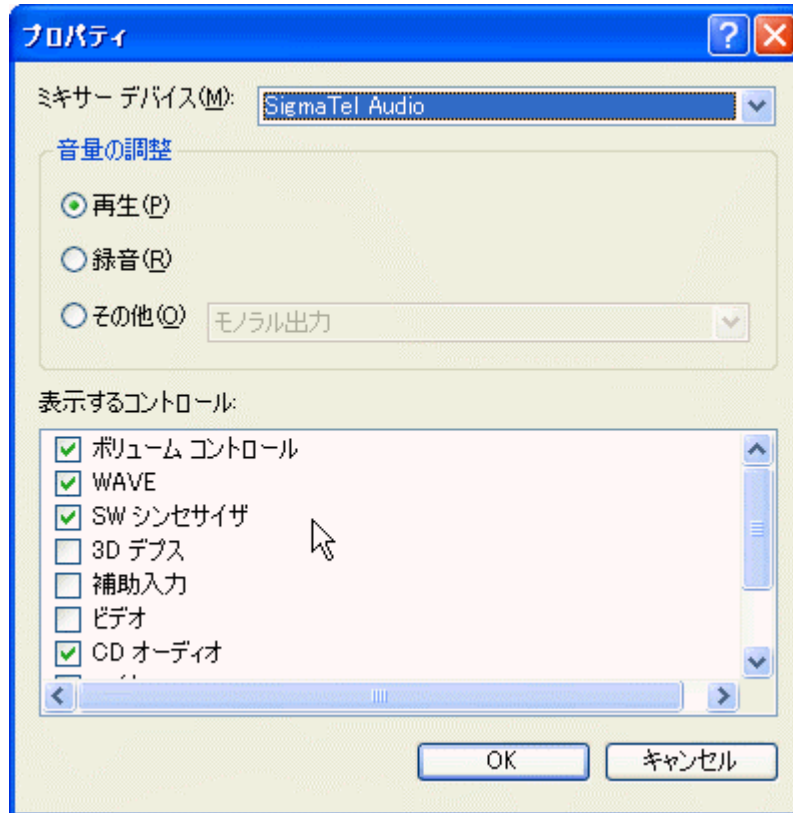 プロパティ
ミキサー デバイス(M): SigmaTel Audio
音量の調整
再生(P)
録音(R)
その他(O) モノラル出力
表示するコントロール:
ボリューム コントロール
WAVE
SW シンセサイザ
3D デプス
補助入力
ビデオ
CD オーディオ
OK キャンセル